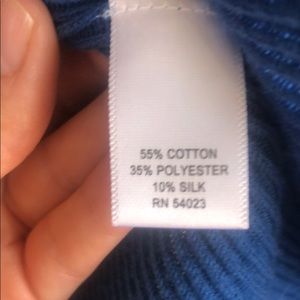 55% COTTON
35% POLYESTER
10% SILK
RN 54023